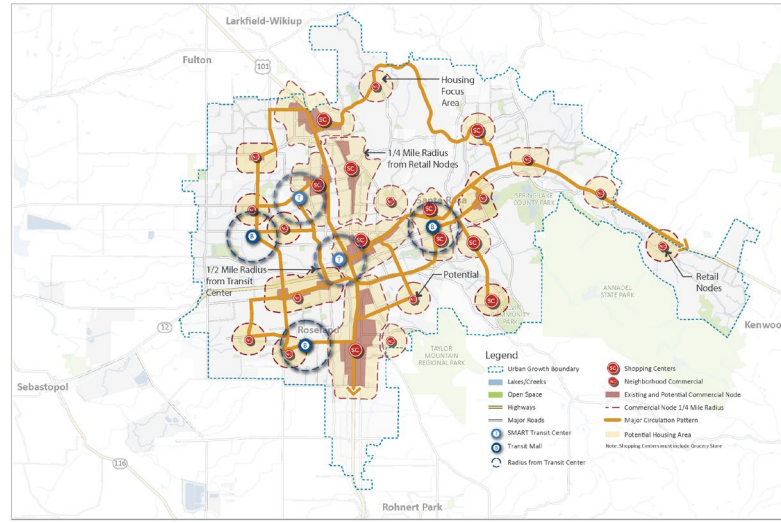 Larkfield-Wikiup
Fulton
101
Housing
Focus
Area
1/4 Mile Radius
from Retail Nodes
SPRING LAKE
COUNTY PARK
1/2 Mile Radius
from Transit
Center
Potential
Retail
Nodes
ANNADEL
STATE PARK
Kenwoo
12
Roseland
TAYLOR
MOUNTAIN
REGIONAL PARK
Sebastopol
116
Rohnert Park
Legend
Urban Growth Boundary
Lakes/Creeks
Open Space
Highways
Major Roads
SMART Transit Center
Transit Mall
Radius from Transit Center
Shopping Centers
Neighborhood Commercial
Existing and Potential Commercial Node
Commercial Node 1/4 Mile Radius
Major Circulation Pattern
Potential Housing Area
Note: Shopping Centers must include Grocery Store